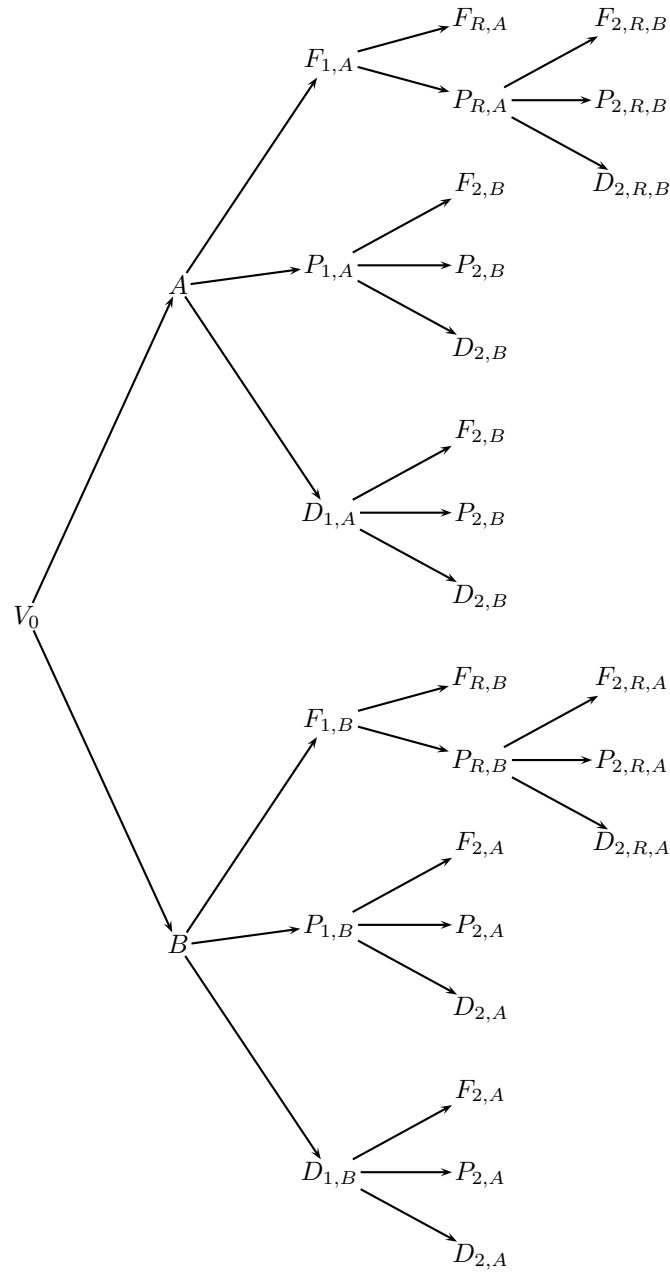 $F_{R,A}$ $F_{2,R,B}$
$F_{1,A}$
$P_{R,A}$ $P_{2,R,B}$
$D_{2,R,B}$
$F_{2,B}$
$P_{1,A}$ $P_{2,B}$
$A$
$D_{2,B}$
$F_{2,B}$
$D_{1,A}$ $P_{2,B}$
$D_{2,B}$
$V_0$
$F_{R,B}$ $F_{2,R,A}$
$F_{1,B}$
$P_{R,B}$ $P_{2,R,A}$
$D_{2,R,A}$
$F_{2,A}$
$P_{1,B}$ $P_{2,A}$
$B$
$D_{2,A}$
$F_{2,A}$
$D_{1,B}$ $P_{2,A}$
$D_{2,A}$